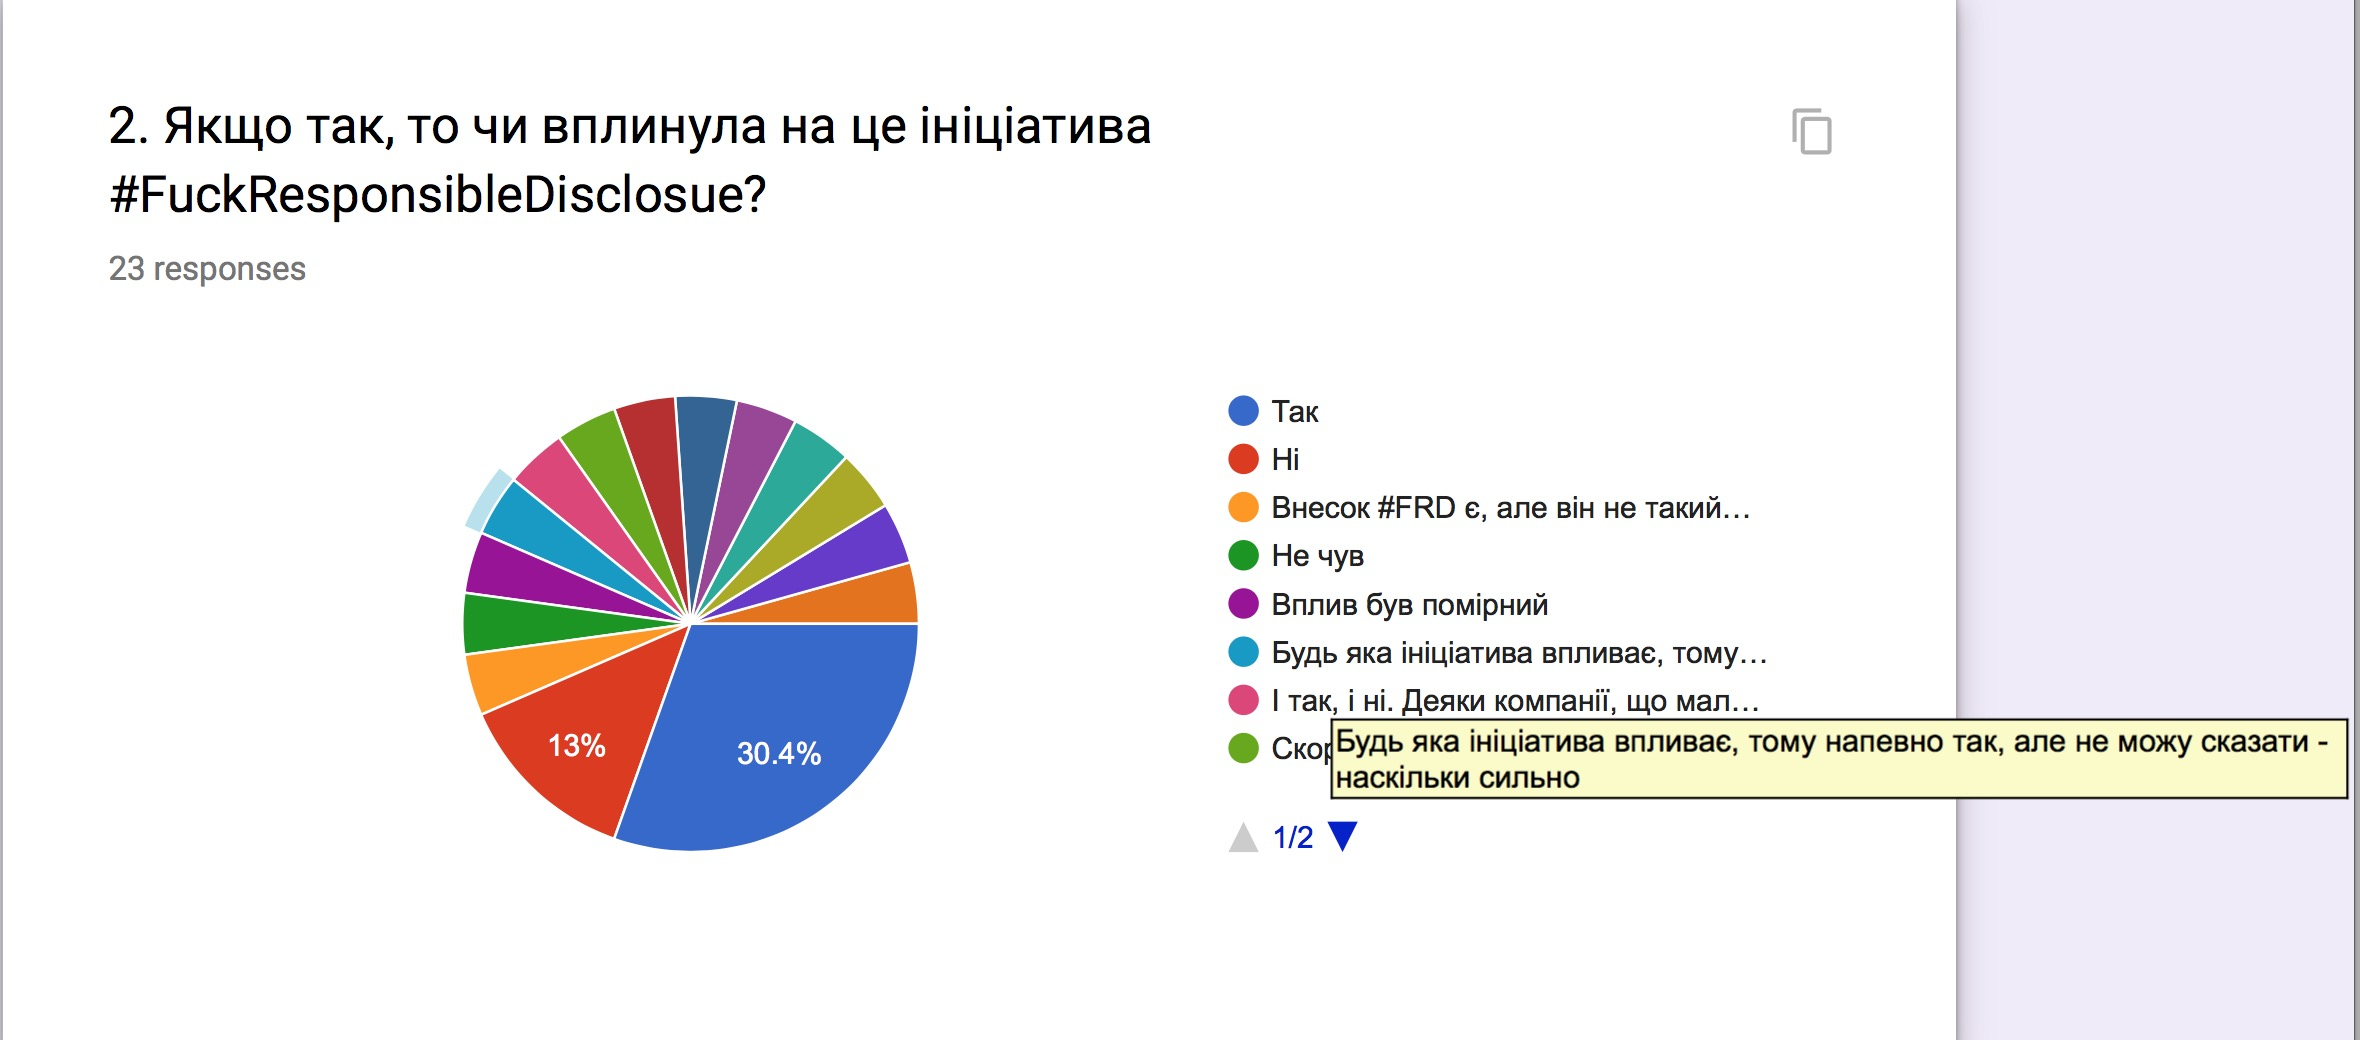 2. Якщо так, то чи вплинула на це ініціатива
#FuckResponsibleDisclosue?
23 responses
13%
30.4%
Так
Ні
Внесок #FRD є, але він не такий...
Не чув
Вплив був помірний
Будь яка ініціатива впливає, тому...
І так, і ні. Деяки компанії, що мал...
Будь яка ініціатива впливає, тому напевно так, але не можу сказати -
наскільки сильно
1/2